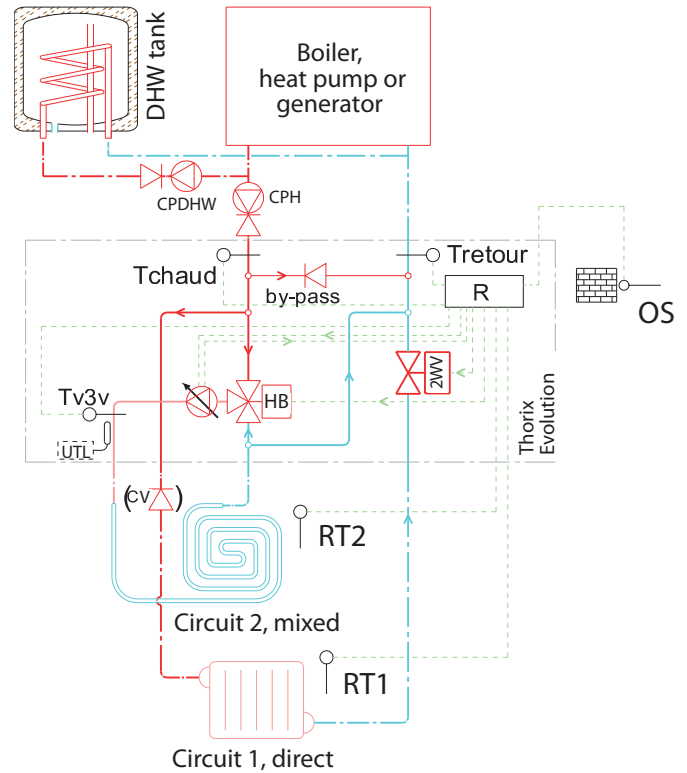 DHW tank
Boiler,
heat pump or
generator
CPDHW
CPH
Tchaud
Tretour
by-pass
R
OS
2WV
Tv3v
HB
UTL
Thorix
Evolution
(CV)
RT2
Circuit 2, mixed
RT1
Circuit 1, direct